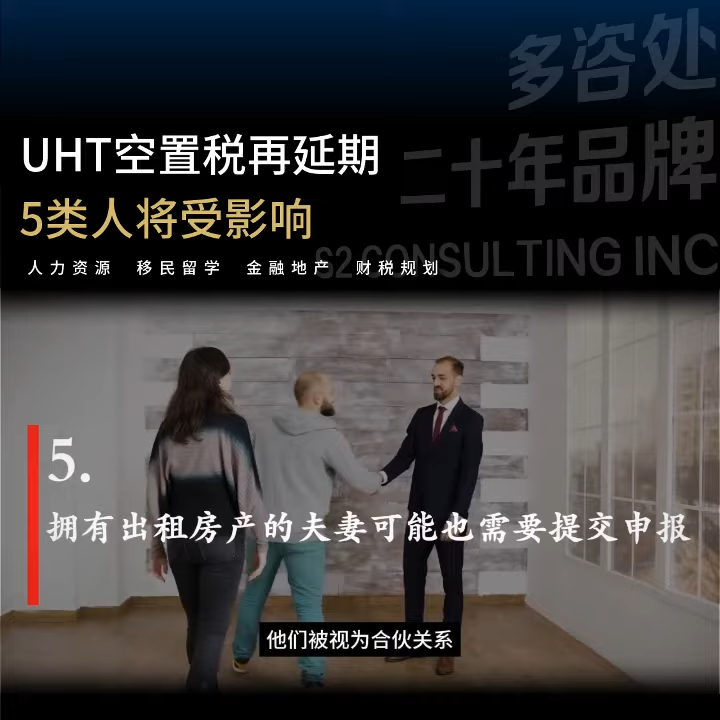 多咨处
二十年品牌
S2 CONSULTING INC
UHT空置税再延期
5类人将受影响
人力资源 移民留学 金融地产 财税规划
5.
拥有出租房产的夫妻可能也需要提交申报
他们被视为合伙关系